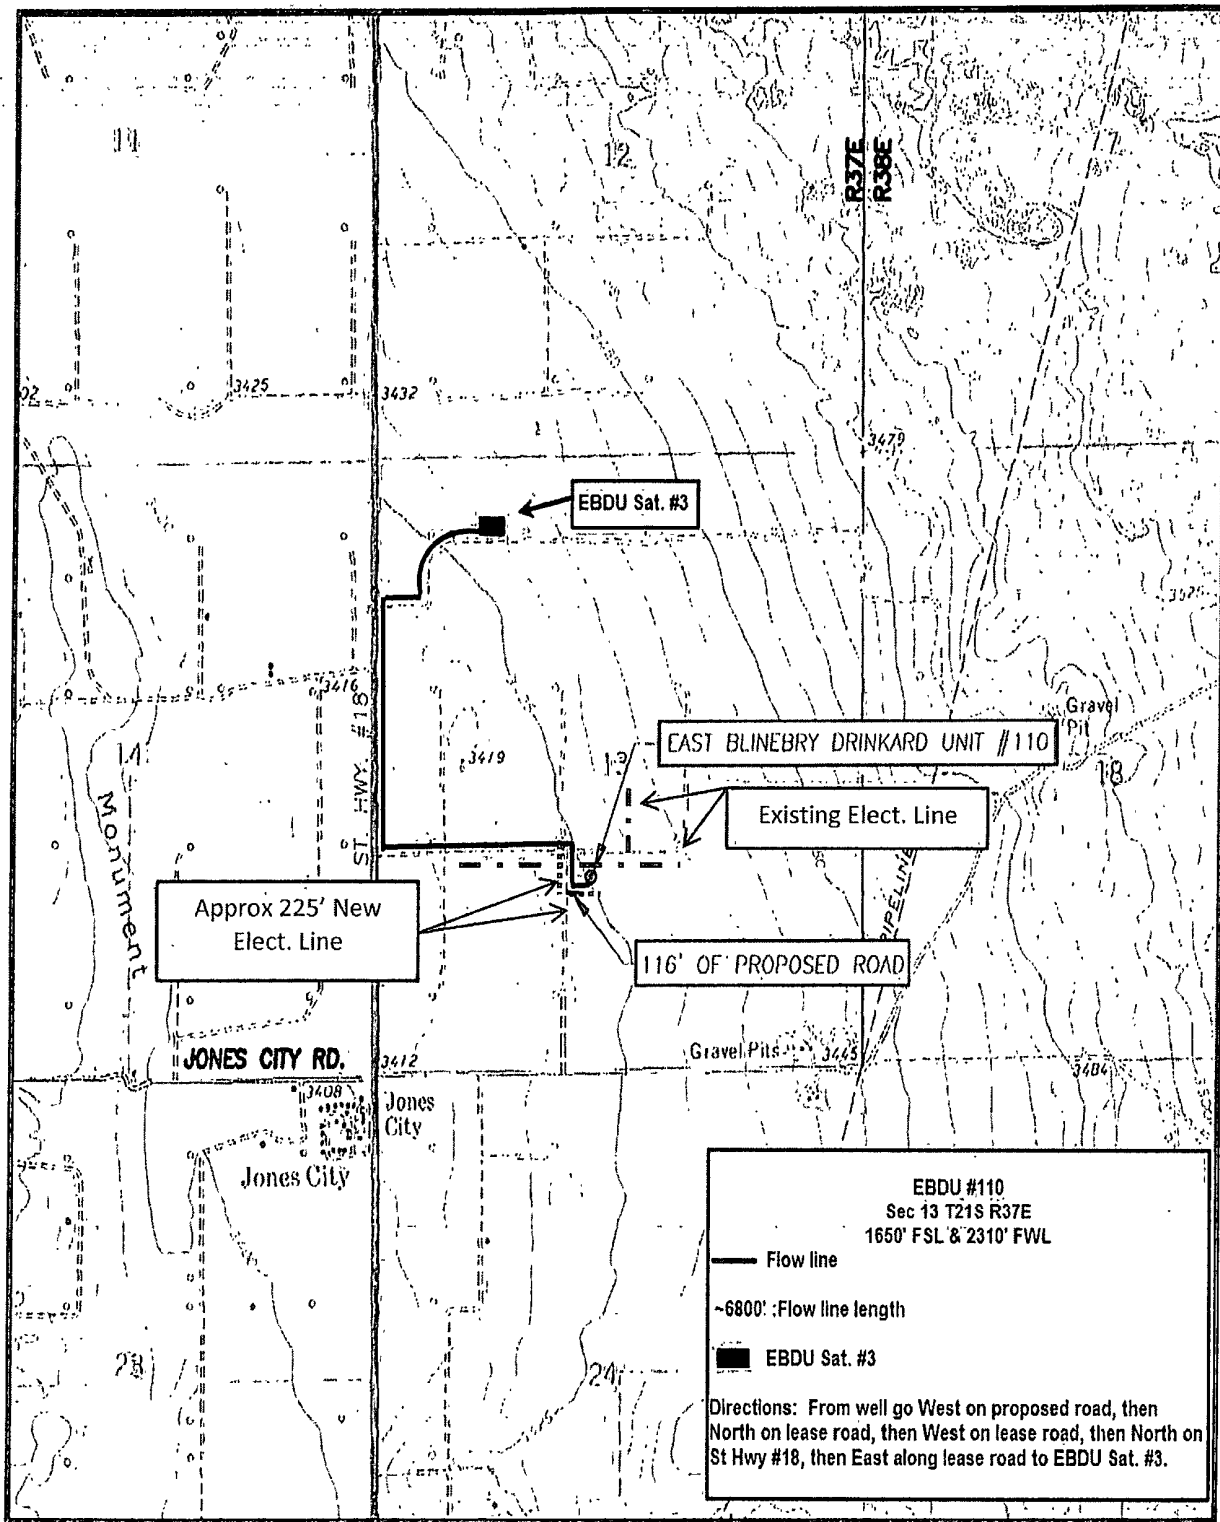 11
12
R37E
R38E
02
3425
3432
3479
EBDU Sat. #3
3416
ST HWY #18
3419
14
13
Gravel
Pit
18
EAST BLINEBRY DRINKARD UNIT #110
Existing Elect. Line
Monument
PIPELINE
Approx 225' New
Elect. Line
116' OF PROPOSED ROAD
JONES CITY RD.
3412
Gravel Pits
3445
3484
3408
Jones
City
Jones City
23
24
EBDU #110
Sec 13 T21S R37E
1650' FSL & 2310' FWL
Flow line
~6800' :Flow line length
EBDU Sat. #3
Directions: From well go West on proposed road, then
North on lease road, then West on lease road, then North on
St Hwy #18, then East along lease road to EBDU Sat. #3.